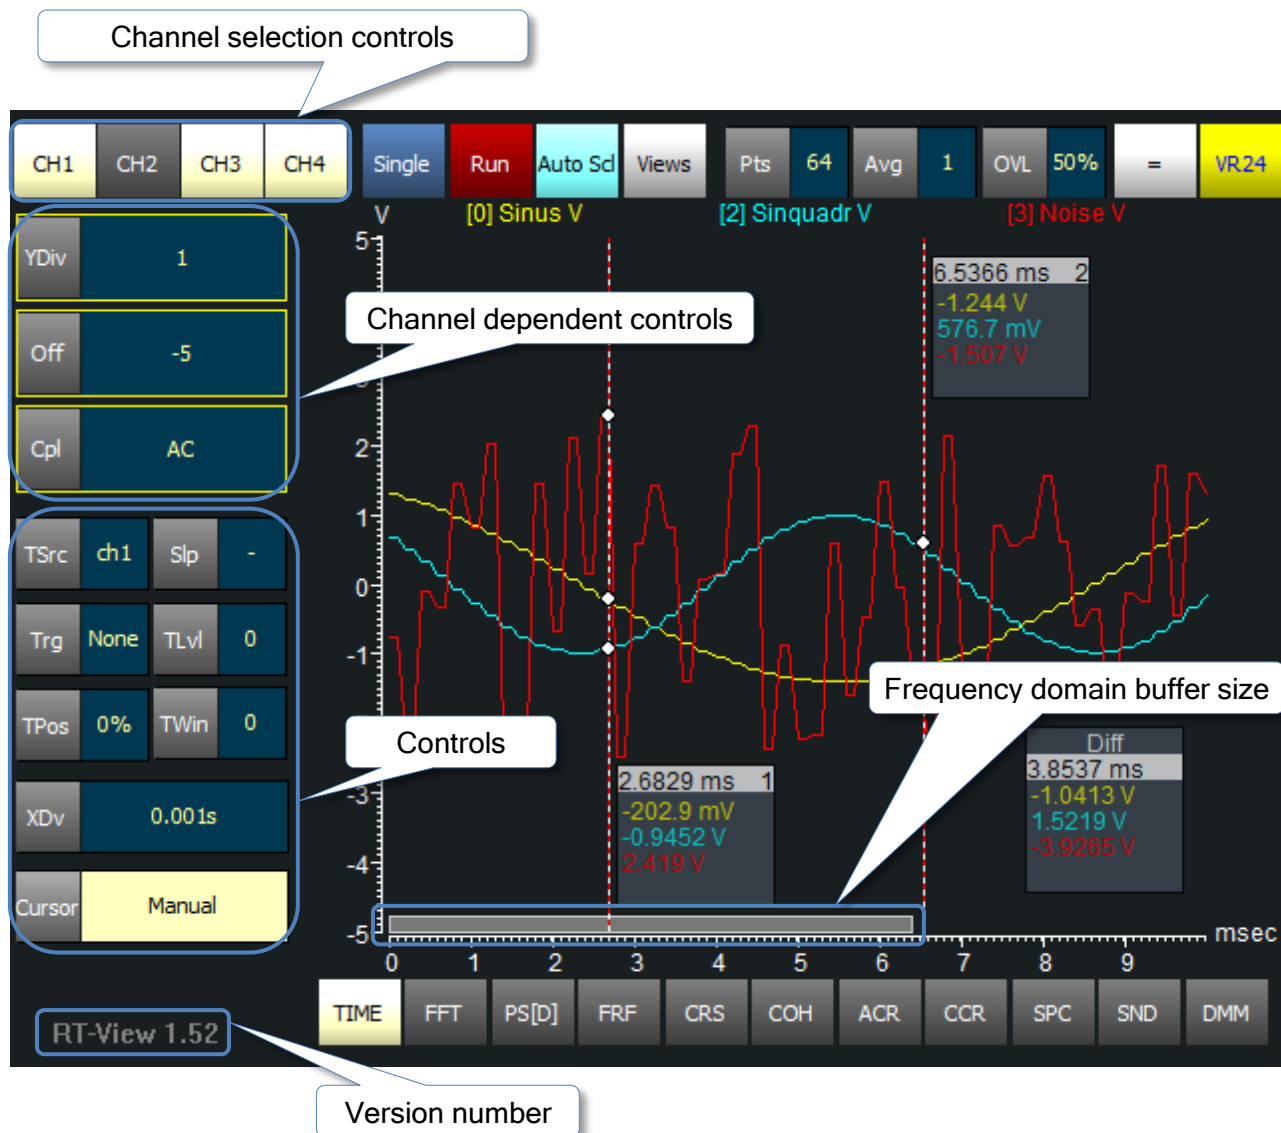 Channel selection controls
CH1 CH2 CH3 CH4 Single Run Auto Scl Views Pts 64 Avg 1 OVL 50% = VR24
V [0] Sinus V [2] Sinquadr V [3] Noise V
YDiv 1
Off -5
Cpl AC
Channel dependent controls
6.5366 ms 2
-1.244 V
576.7 mV
-1.507 V
TSrc ch1 Slp -
Trg None TLvl 0
TPos 0% TWin 0
XDv 0.001s
Cursor Manual
Controls
Frequency domain buffer size
5
2
1
0
-1
-3
-4
-5
2.6829 ms 1
-202.9 mV
-0.9452 V
2.419 V
Diff
3.8537 ms
-1.0413 V
1.5219 V
-3.9265 V
msec
0 1 2 3 4 5 6 7 8 9
TIME FFT PS[D] FRF CRS COH ACR CCR SPC SND DMM
RT-View 1.52
Version number